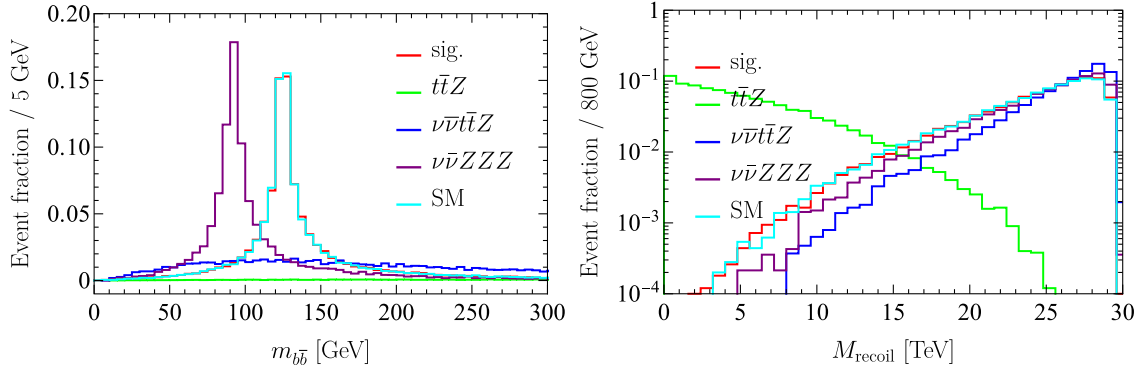 Event fraction / 5 GeV
0.20
0.15
0.10
0.05
0
sig.
tt̄Z
νν̄tt̄Z
νν̄ZZZ
SM
0 50 100 150 200 250 300
m_{bb̄} [GeV]
Event fraction / 800 GeV
1
10⁻¹
10⁻²
10⁻³
10⁻⁴
sig.
tt̄Z
νν̄tt̄Z
νν̄ZZZ
SM
0 5 10 15 20 25 30
M_{recoil} [TeV]